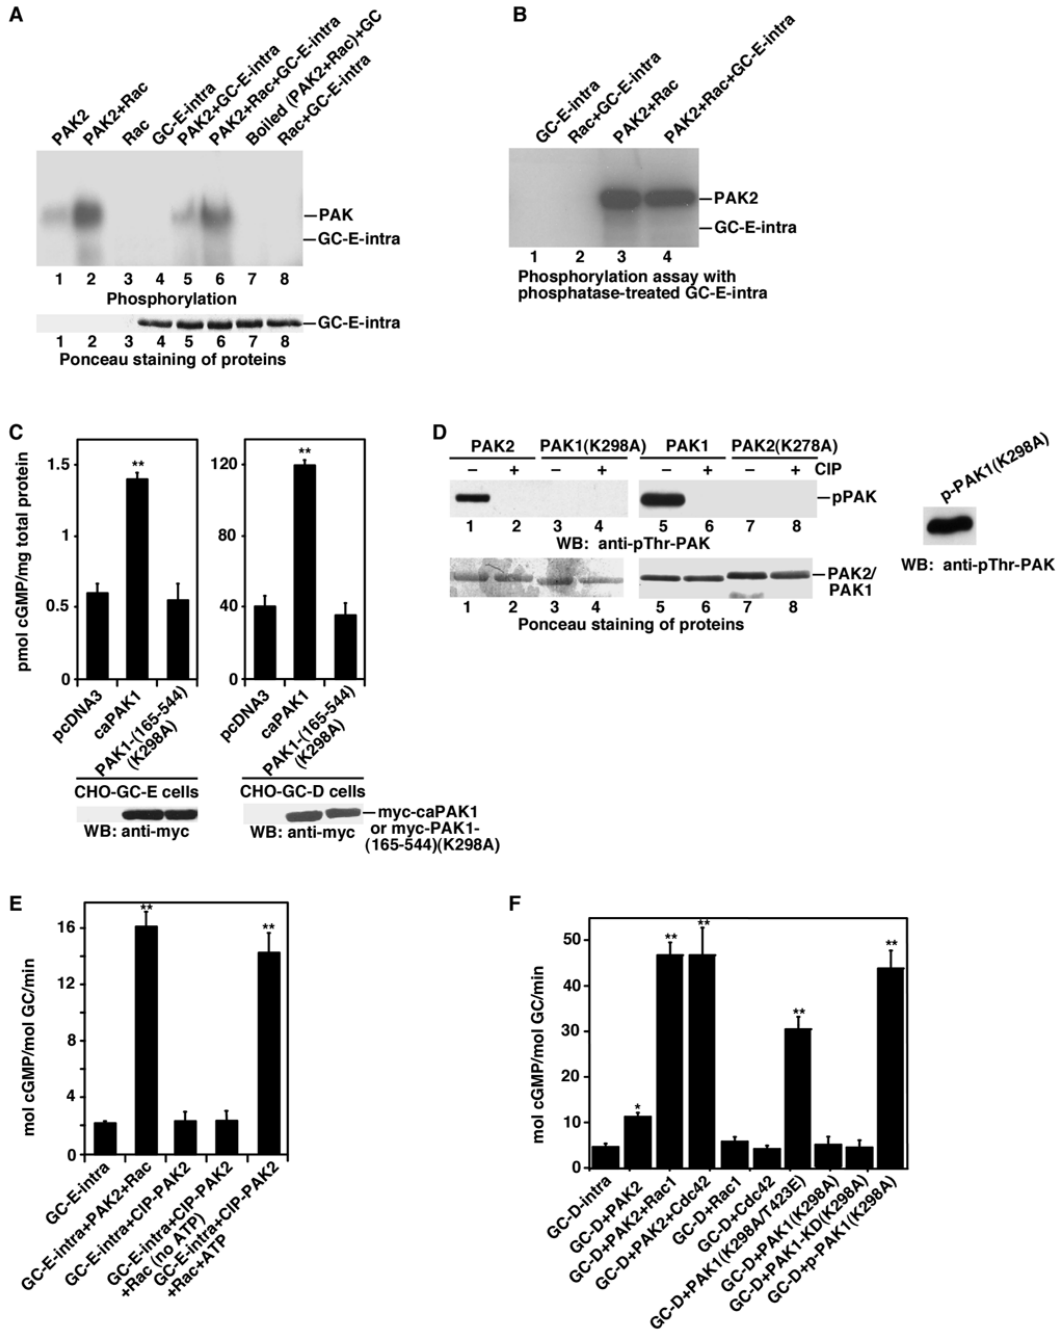 A
PAK2
PAK2+Rac
Rac
GC-E-intra
PAK2+GC-E-intra
PAK2+Rac+GC-E-intra
Boiled (PAK2+Rac)+GC
Rac+GC-E-intra
PAK
GC-E-intra
1 2 3 4 5 6 7 8
Phosphorylation
GC-E-intra
1 2 3 4 5 6 7 8
Ponceau staining of proteins
B
GC-E-intra
Rac+GC-E-intra
PAK2+Rac
PAK2+Rac+GC-E-intra
PAK2
GC-E-intra
1 2 3 4
Phosphorylation assay with
phosphatase-treated GC-E-intra
C
pmol cGMP/mg total protein
1.5
1
0.5
0
**
pcDNA3
caPAK1
PAK1-(165-544)
(K298A)
CHO-GC-E cells
WB: anti-myc
120
80
40
0
**
pcDNA3
caPAK1
PAK1-(165-544)
(K298A)
CHO-GC-D cells
WB: anti-myc
myc-caPAK1
or myc-PAK1-
(165-544)(K298A)
D
PAK2 PAK1(K298A) PAK1 PAK2(K278A)
– + – + – + – + CIP
pPAK
1 2 3 4 5 6 7 8
WB: anti-pThr-PAK
PAK2/
PAK1
1 2 3 4 5 6 7 8
Ponceau staining of proteins
p-PAK1(K298A)
WB: anti-pThr-PAK
E
mol cGMP/mol GC/min
16
12
8
4
0
**
**
GC-E-intra
GC-E-intra+PAK2+Rac
GC-E-intra+CIP-PAK2
GC-E-intra+CIP-PAK2
+Rac (no ATP)
GC-E-intra+CIP-PAK2
+Rac+ATP
F
mol cGMP/mol GC/min
50
40
30
20
10
0
*
**
**
**
**
GC-D-intra
GC-D+PAK2
GC-D+PAK2+Rac1
GC-D+PAK2+Cdc42
GC-D+Rac1
GC-D+Cdc42
GC-D+PAK1(K298A/T423E)
GC-D+PAK1(K298A)
GC-D+PAK1-KD(K298A)
GC-D+p-PAK1(K298A)